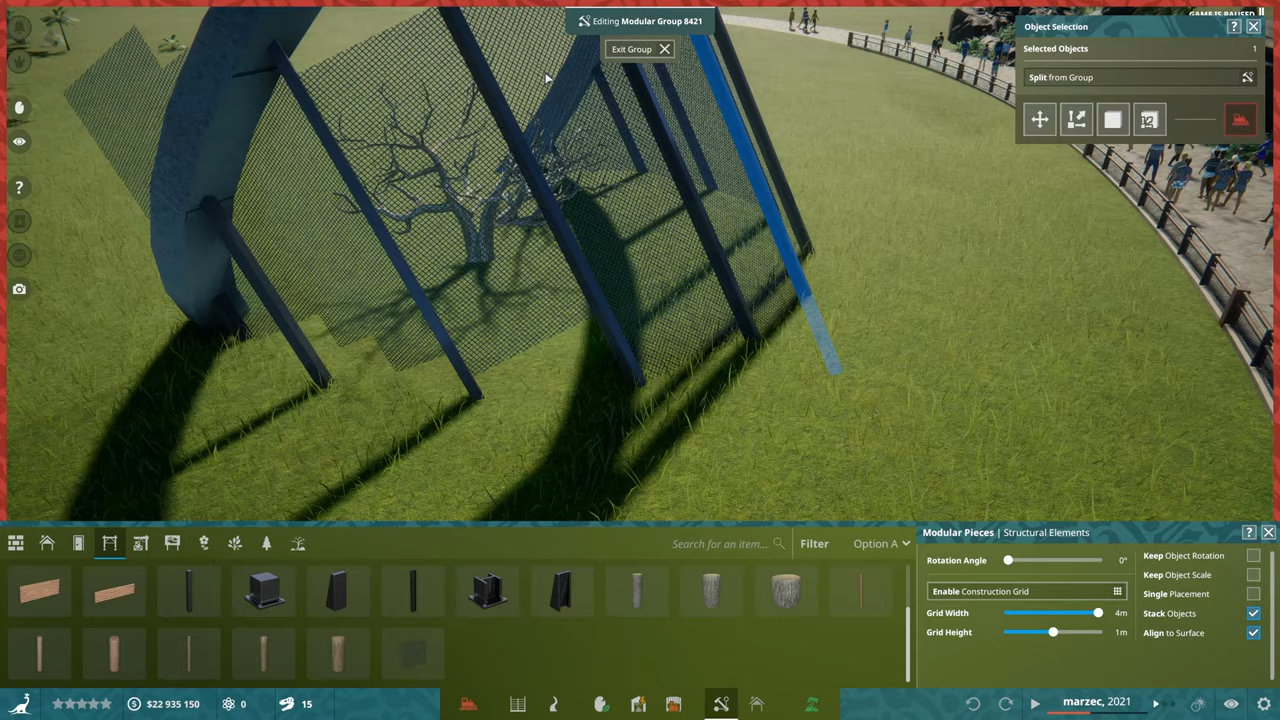 Editing Modular Group 8421
GAME IS PAUSED
Exit Group
Object Selection
?
Selected Objects 1
Split from Group
12
?
Search for an item...
Filter
Option A
Modular Pieces | Structural Elements
?
Rotation Angle 0°
Enable Construction Grid
Grid Width 4m
Grid Height 1m
Keep Object Rotation
Keep Object Scale
Single Placement
Stack Objects
Align to Surface
$22 935 150
0
15
marzec, 2021